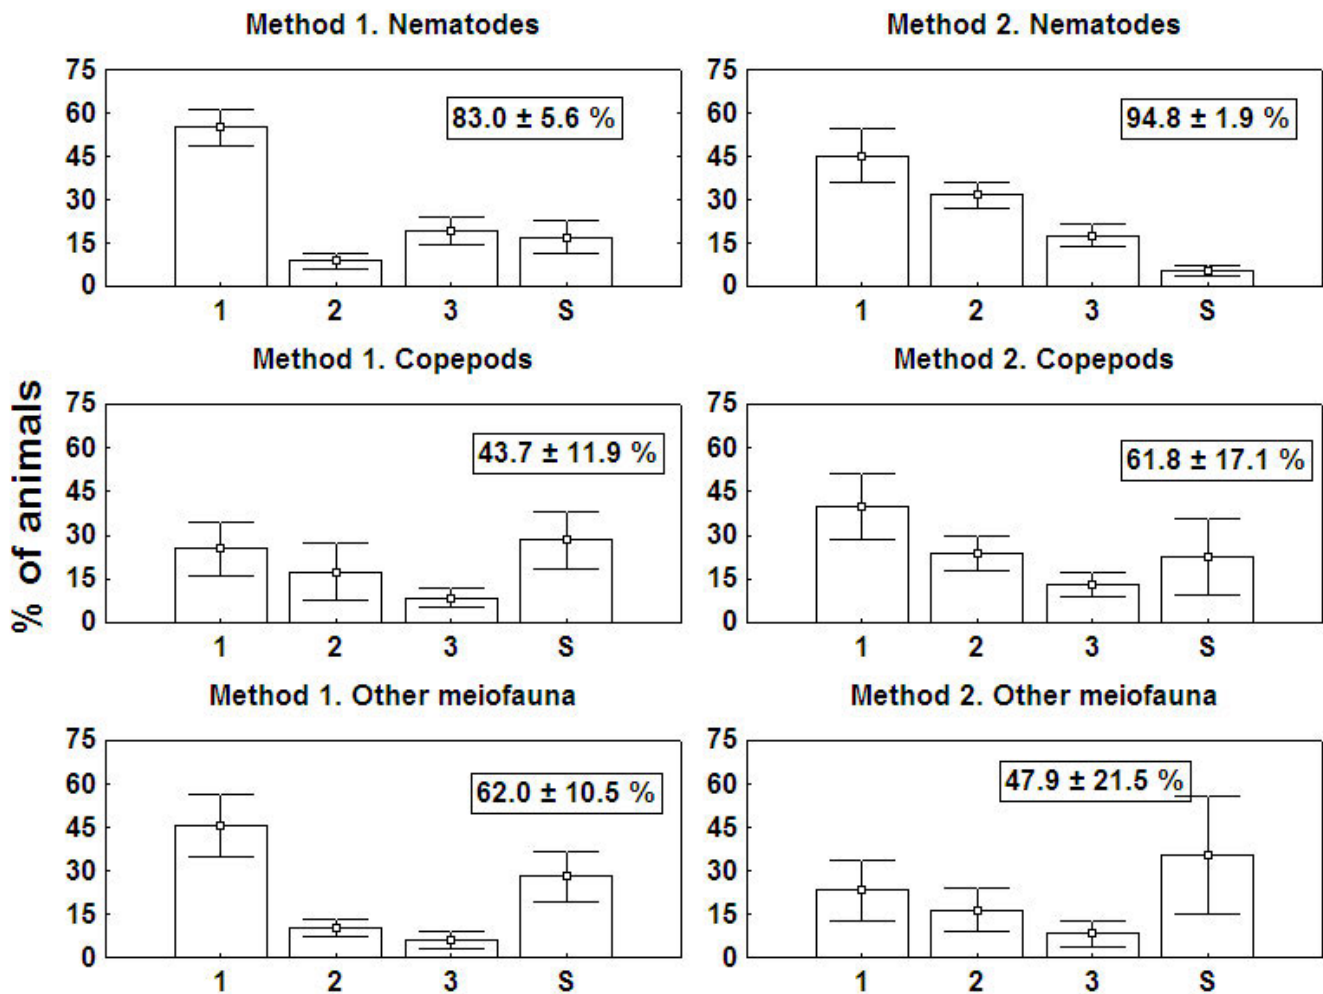 Method 1. Nematodes
75
60
45
30
15
0
83.0 ± 5.6 %
1 2 3 S
Method 2. Nematodes
75
60
45
30
15
0
94.8 ± 1.9 %
1 2 3 S
% of animals
Method 1. Copepods
75
60
45
30
15
0
43.7 ± 11.9 %
1 2 3 S
Method 2. Copepods
75
60
45
30
15
0
61.8 ± 17.1 %
1 2 3 S
Method 1. Other meiofauna
75
60
45
30
15
0
62.0 ± 10.5 %
1 2 3 S
Method 2. Other meiofauna
75
60
45
30
15
0
47.9 ± 21.5 %
1 2 3 S